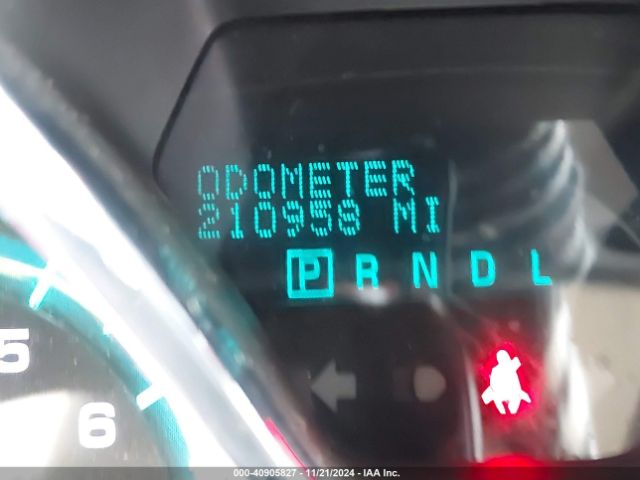 ODOMETER
210958 MI
P R N D L
5
6
000-40905827 - 11/21/2024 - IAA Inc.